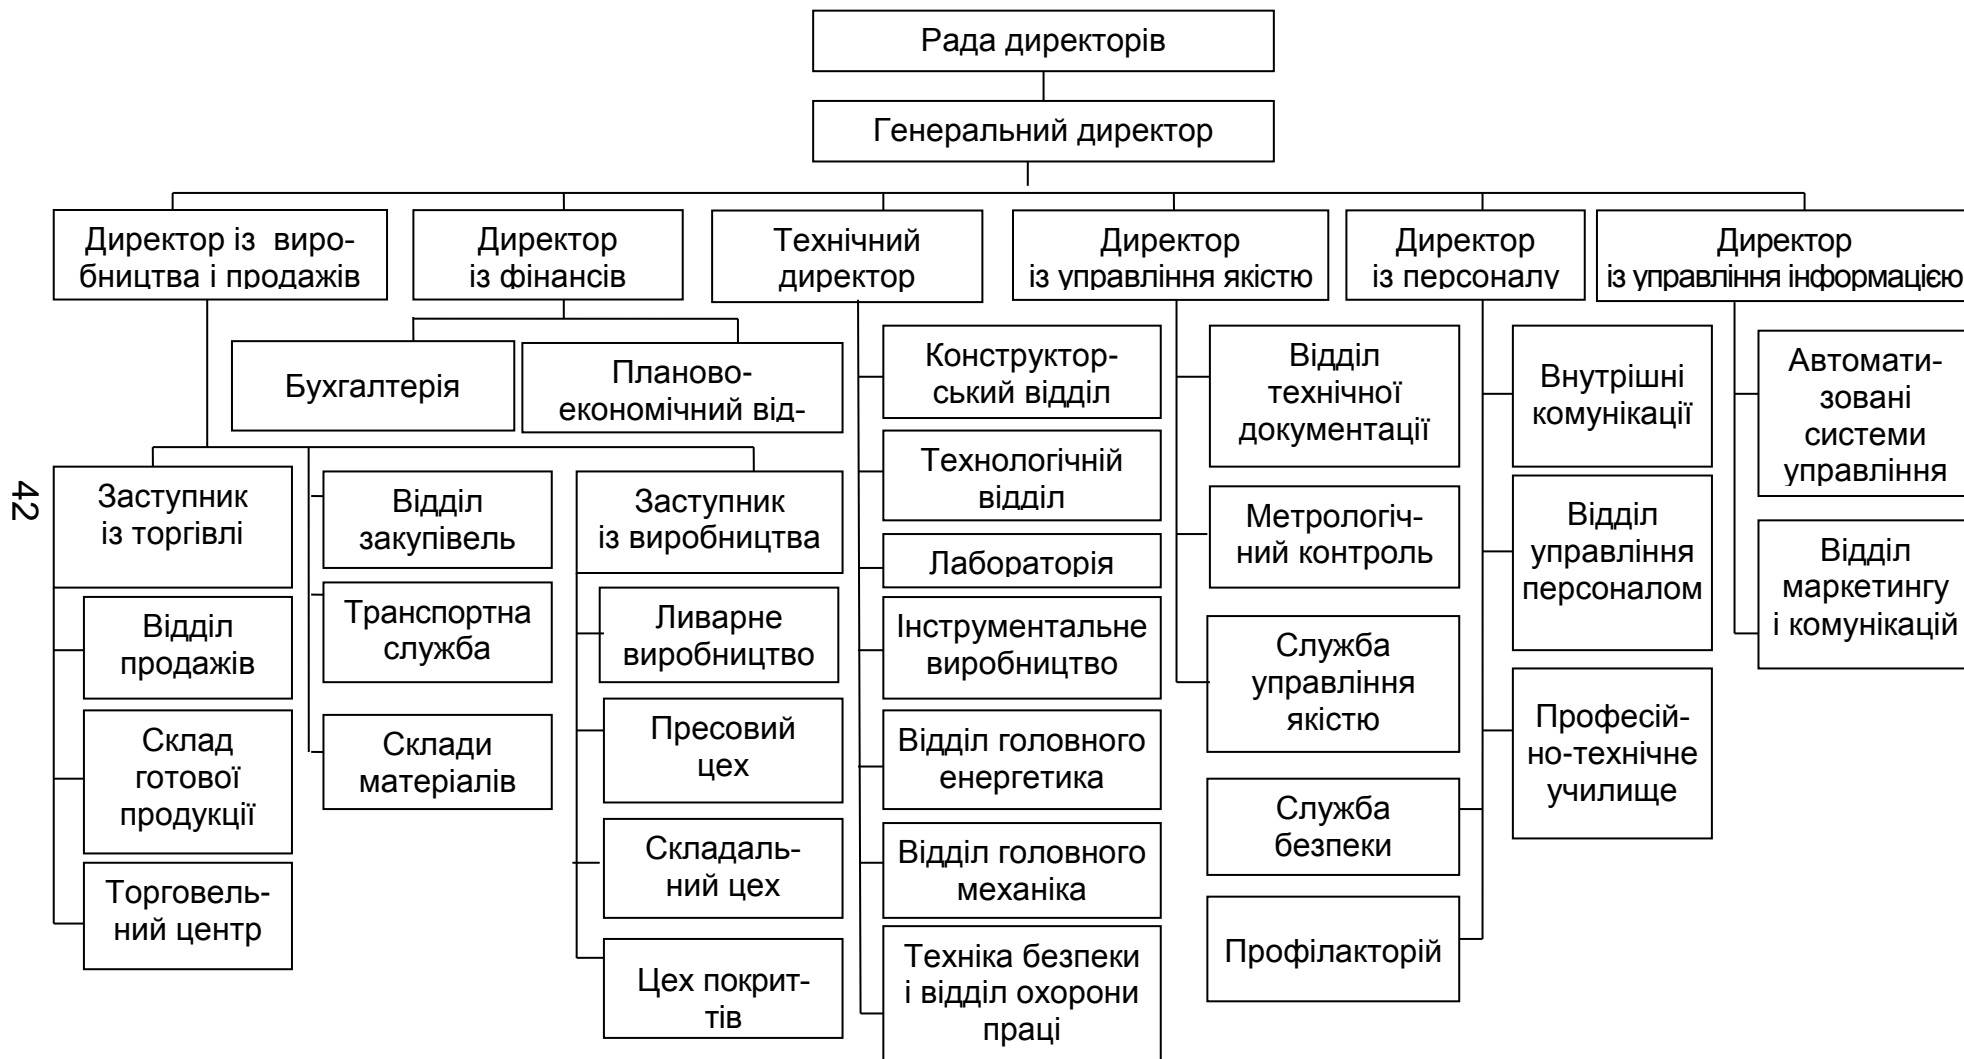 Рада директорів
Генеральний директор
Директор із виро-
бництва і продажів
Директор
із фінансів
Технічний
директор
Директор
із управління якістю
Директор
із персоналу
Директор
із управління інформацією
Бухгалтерія
Планово-
економічний від-
Заступник
із торгівлі
Відділ
продажів
Склад
готової
продукції
Торговель-
ний центр
Відділ
закупівель
Транспортна
служба
Склади
матеріалів
Заступник
із виробництва
Ливарне
виробництво
Пресовий
цех
Складаль-
ний цех
Цех покрит-
тів
Конструктор-
ський відділ
Технологічній
відділ
Лабораторія
Інструментальне
виробництво
Відділ головного
енергетика
Відділ головного
механіка
Техніка безпеки
і відділ охорони
праці
Відділ
технічної
документації
Метрологіч-
ний контроль
Служба
управління
якістю
Служба
безпеки
Профілакторій
Внутрішні
комунікації
Відділ
управління
персоналом
Професій-
но-технічне
училище
Автомати-
зовані
системи
управління
Відділ
маркетингу
і комунікацій
42